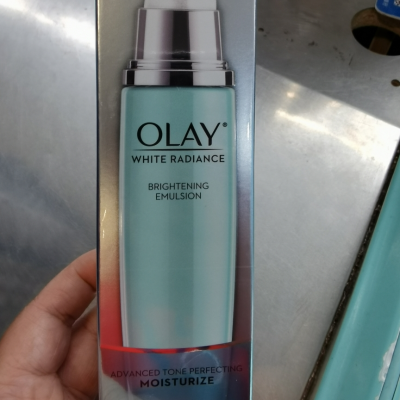 OLAY®
WHITE RADIANCE
BRIGHTENING
EMULSION
ADVANCED TONE PERFECTING
MOISTURIZE